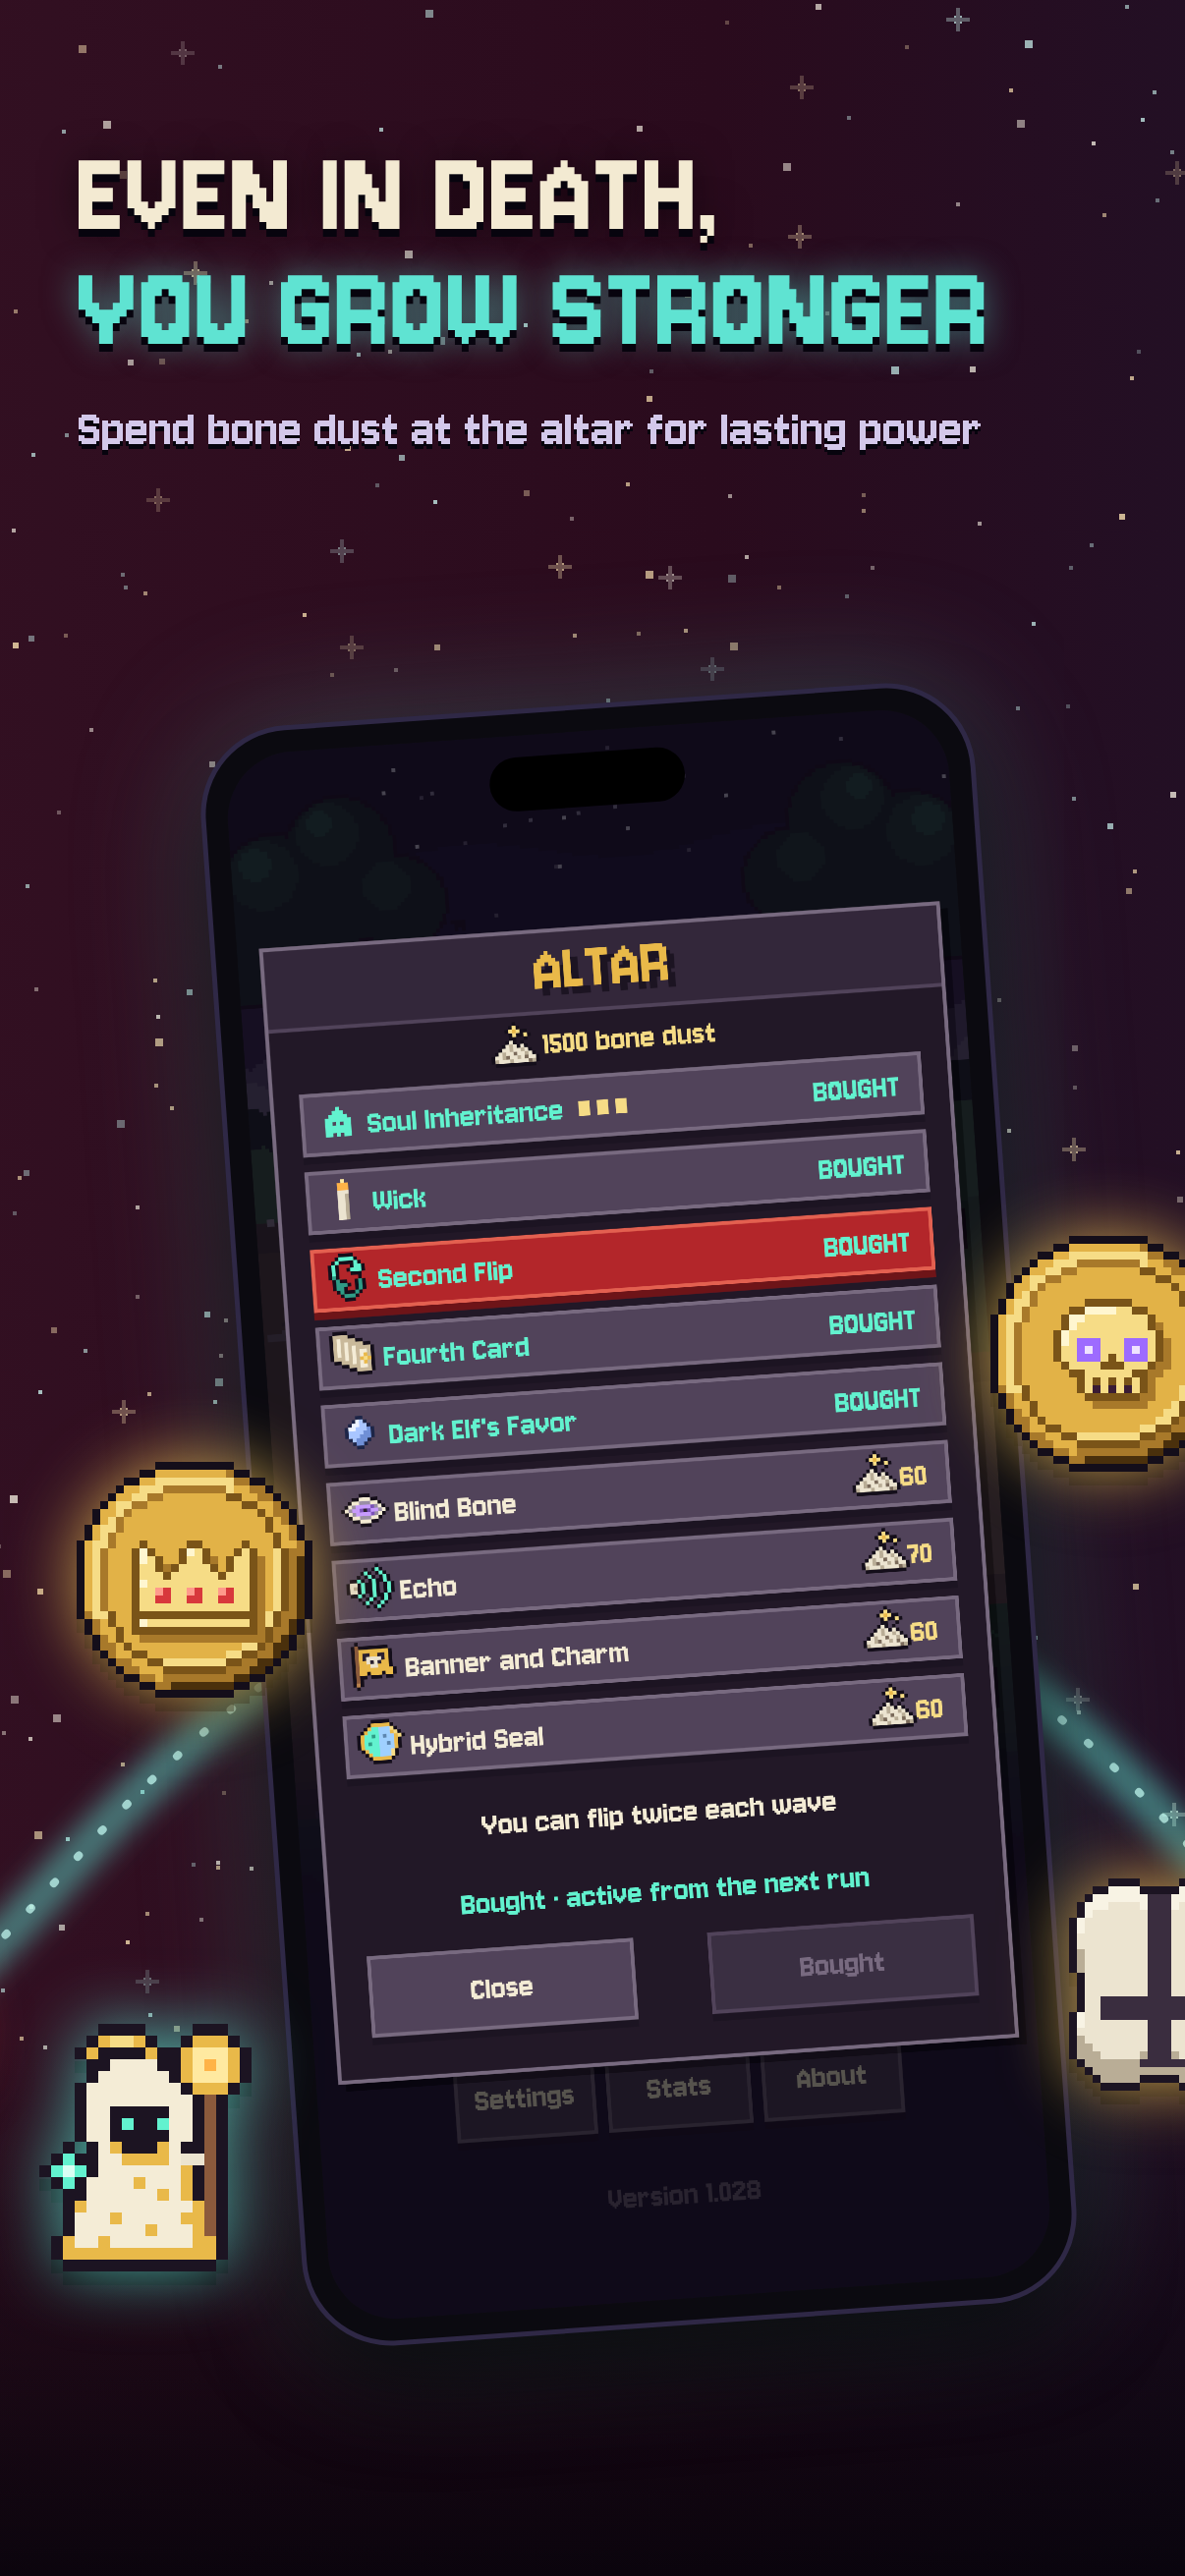 EVEN IN DEATH,
YOU GROW STRONGER
Spend bone dust at the altar for lasting power
ALTAR
1500 bone dust
Soul Inheritance BOUGHT
Wick BOUGHT
Second Flip BOUGHT
Fourth Card BOUGHT
Dark Elf's Favor BOUGHT
Blind Bone 60
Echo 70
Banner and Charm 60
Hybrid Seal 60
You can flip twice each wave
Bought · active from the next run
Close Bought
Settings Stats About
Version 1.028